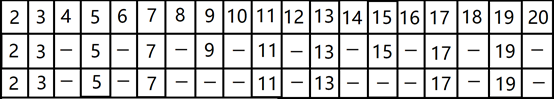 2 3 4 5 6 7 8 9 10 11 12 13 14 15 16 17 18 19 20
2 3 — 5 — 7 — 9 — 11 — 13 — 15 — 17 — 19 —
2 3 — 5 — 7 — — — 11 — 13 — — — 17 — 19 —